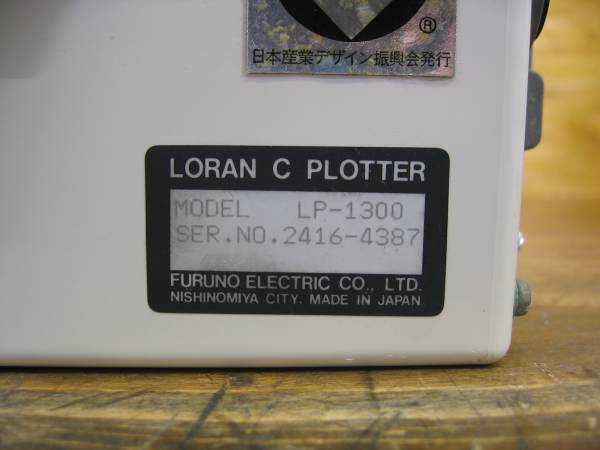 ®
日本産業デザイン振興会発行
LORAN C PLOTTER
MODEL LP-1300
SER.NO.2416-4387
FURUNO ELECTRIC CO., LTD.
NISHINOMIYA CITY. MADE IN JAPAN.